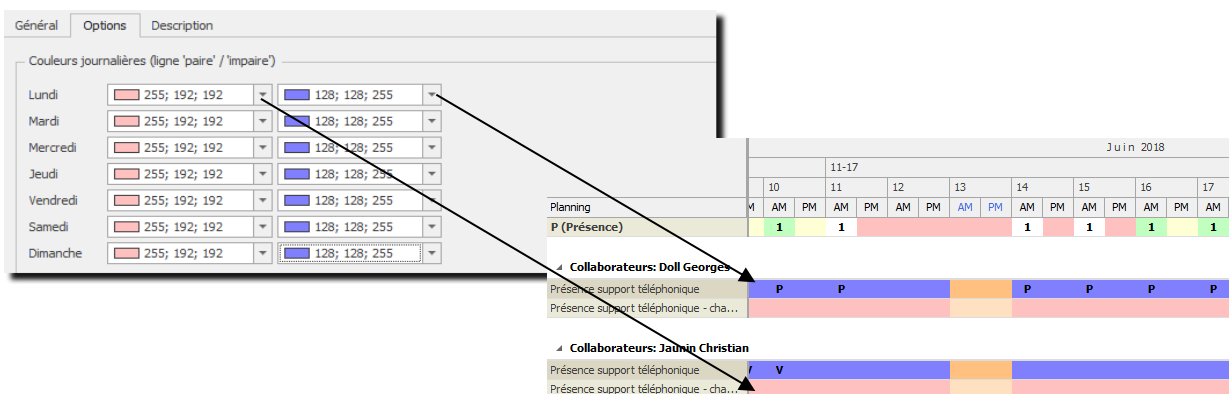 Général Options Description
Couleurs journalières (ligne 'paire' / 'impaire')
Lundi 255; 192; 192 128; 128; 255
Mardi 255; 192; 192 128; 128; 255
Mercredi 255; 192; 192 128; 128; 255
Jeudi 255; 192; 192 128; 128; 255
Vendredi 255; 192; 192 128; 128; 255
Samedi 255; 192; 192 128; 128; 255
Dimanche 255; 192; 192 128; 128; 255
Juin 2018
11-17
10 11 12 13 14 15 16 17
Planning AM PM AM PM AM PM AM PM AM PM AM PM AM PM AM
P (Présence) 1 1 1 1 1 1
Collaborateurs: Doll Georges
Présence support téléphonique P P P P P P
Présence support téléphonique - cha...
Collaborateurs: Jaunin Christian
Présence support téléphonique V
Présence support téléphonique - cha...